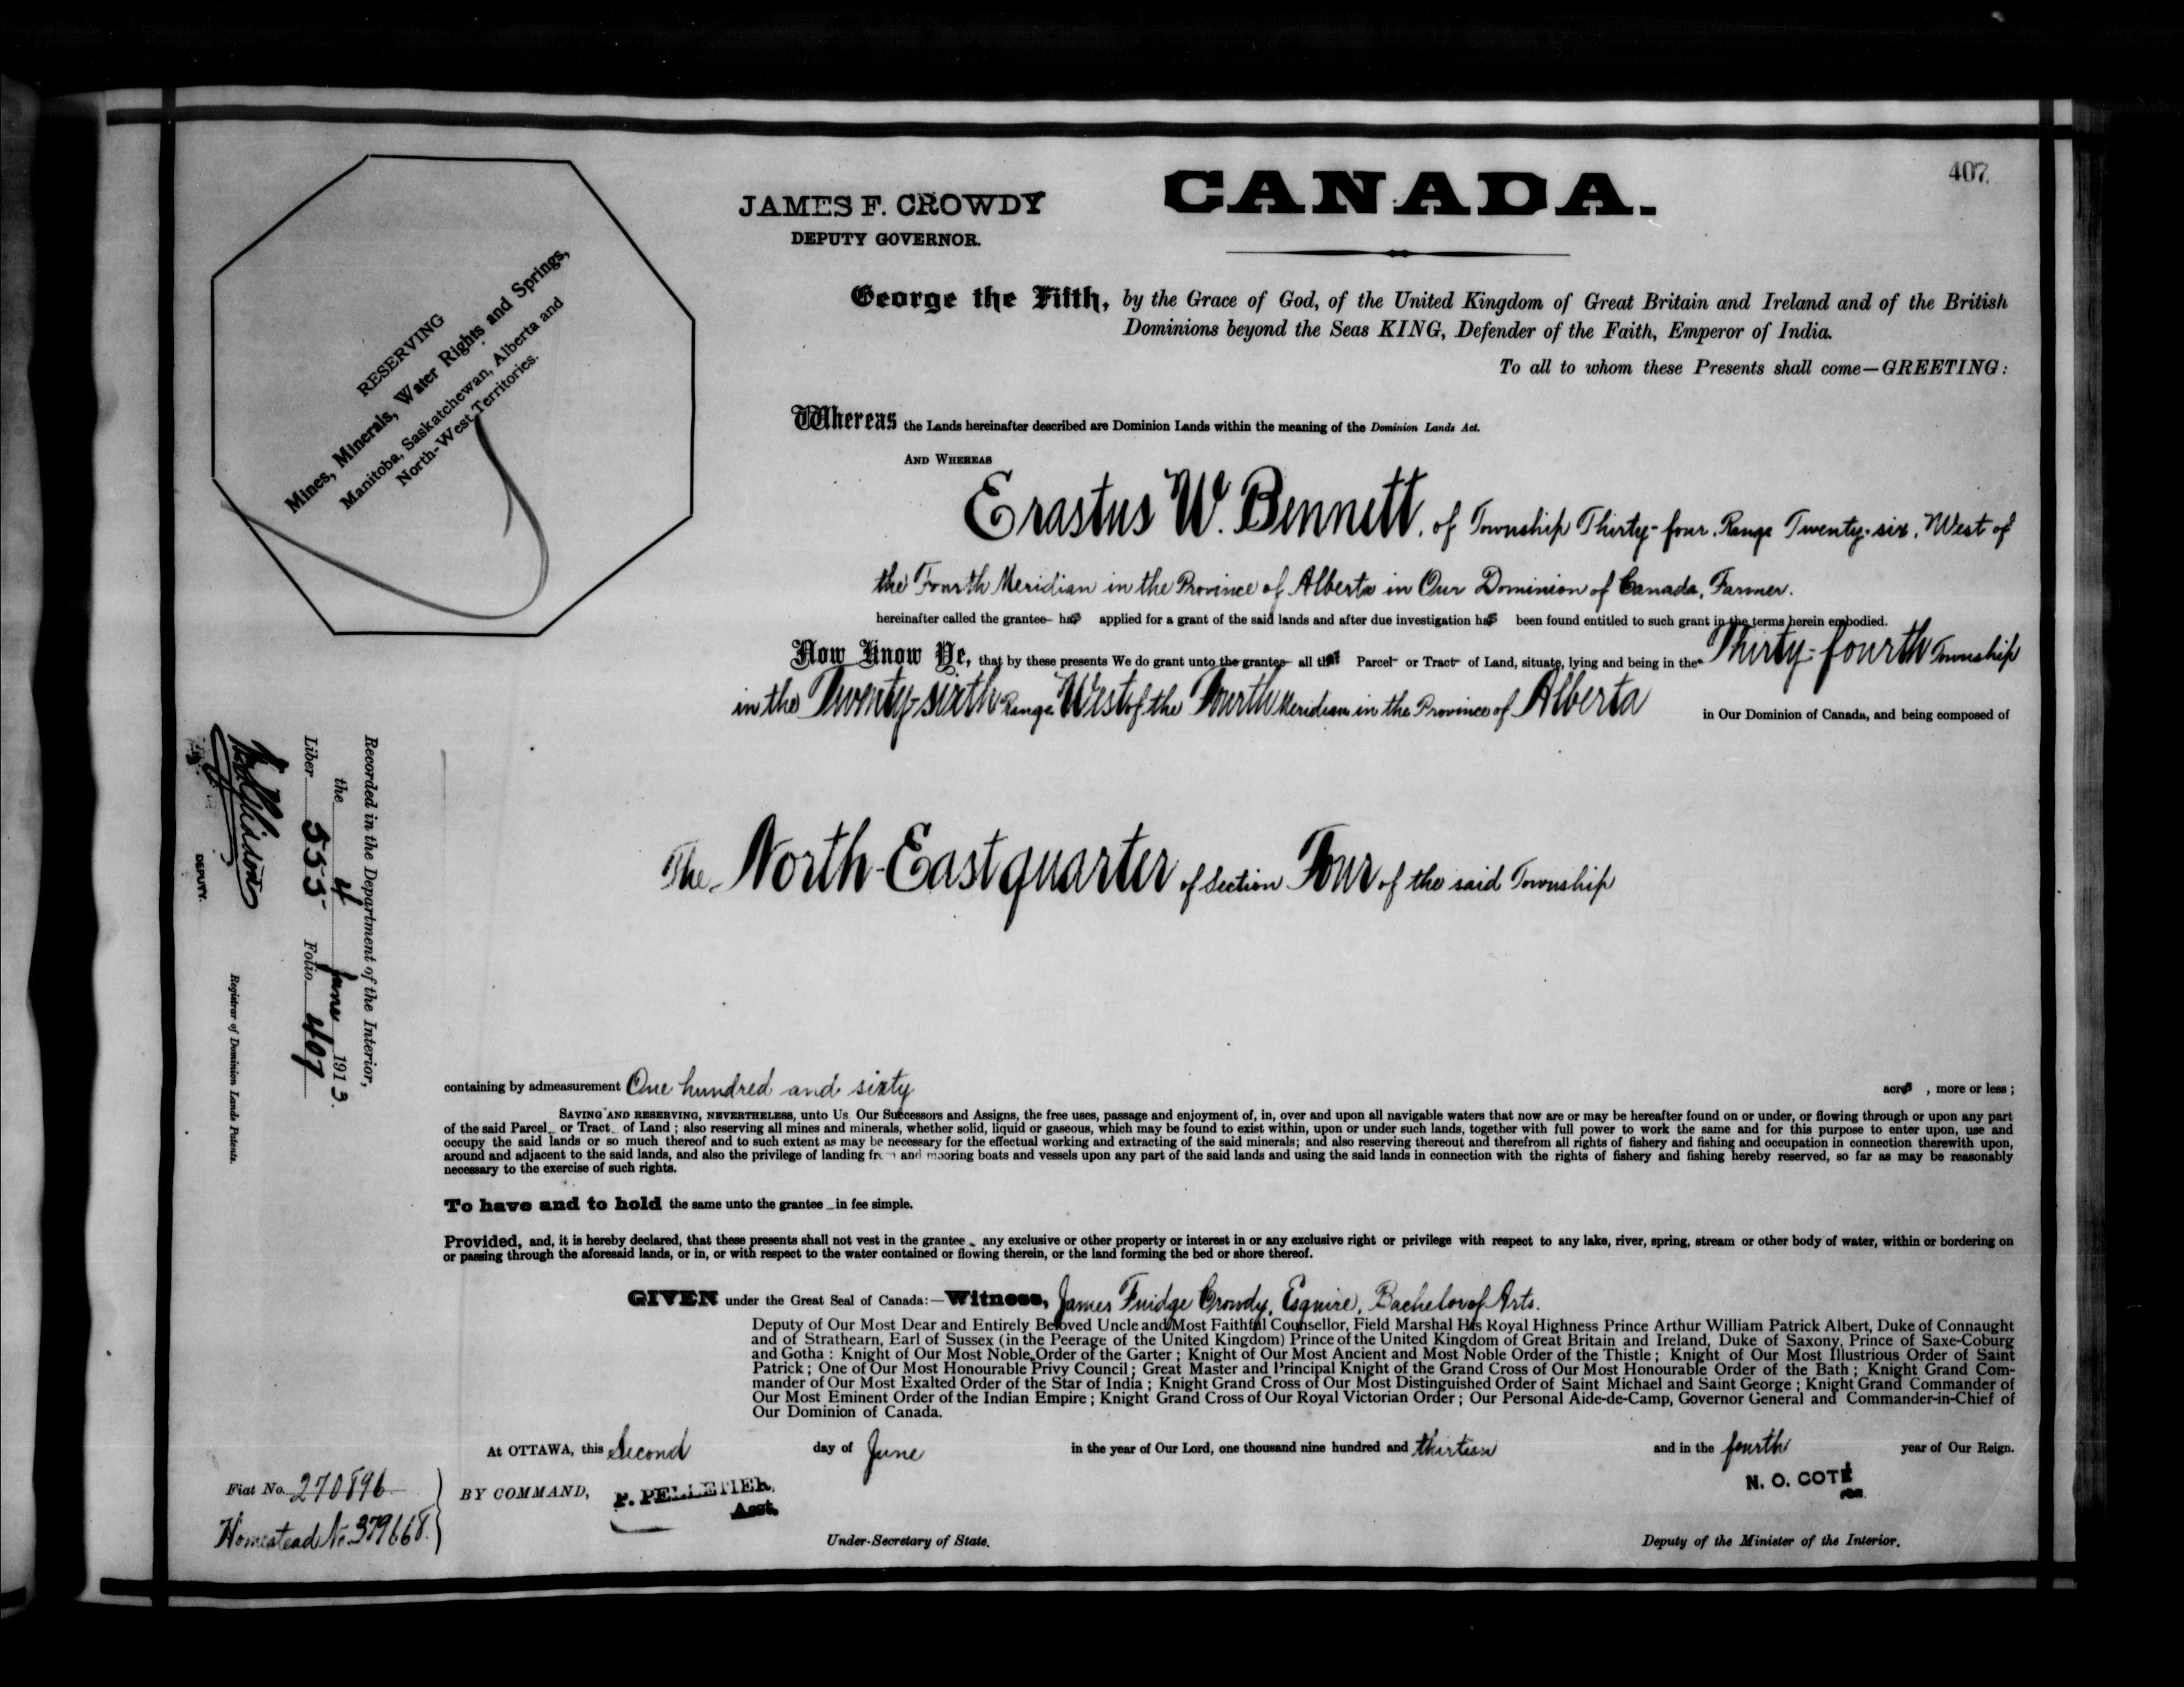 407.
CANADA.
JAMES F. CROWDY
DEPUTY GOVERNOR.
RESERVING
Mines, Minerals, Water Rights and Springs,
Manitoba, Saskatchewan, Alberta and
North-West Territories.
George the Fifth, by the Grace of God, of the United Kingdom of Great Britain and Ireland and of the British
Dominions beyond the Seas KING, Defender of the Faith, Emperor of India.
To all to whom these Presents shall come—GREETING:
Whereas the Lands hereinafter described are Dominion Lands within the meaning of the Dominion Lands Act.
AND WHEREAS
Erastus W. Bennett, of Township Thirty-four, Range Twenty-six, West of
the Fourth Meridian in the Province of Alberta in Our Dominion of Canada, Farmer.
hereinafter called the grantee- has applied for a grant of the said lands and after due investigation has been found entitled to such grant in the terms herein embodied.
Now Know Ye, that by these presents We do grant unto the grantee- all that Parcel- or Tract- of Land, situate, lying and being in the Thirty-fourth Township
in the Twenty-sixth Range West of the Fourth Meridian in the Province of Alberta in Our Dominion of Canada, and being composed of
The North-East quarter of Section Four of the said Township
containing by admeasurement One hundred and sixty acres, more or less;
SAVING AND RESERVING, NEVERTHELESS, unto Us Our Successors and Assigns, the free uses, passage and enjoyment of, in, over and upon all navigable waters that now are or may be hereafter found on or under, or flowing through or upon any part
of the said Parcel_ or Tract_ of Land; also reserving all mines and minerals, whether solid, liquid or gaseous, which may be found to exist within, upon or under such lands, together with full power to work the same and for this purpose to enter upon, use and
occupy the said lands or so much thereof and to such extent as may be necessary for the effectual working and extracting of the said minerals; and also reserving thereout and therefrom all rights of fishery and fishing and occupation in connection therewith upon,
around and adjacent to the said lands, and also the privilege of landing from and mooring boats and vessels upon any part of the said lands and using the said lands in connection with the rights of fishery and fishing hereby reserved, so far as may be reasonably
necessary to the exercise of such rights.
To have and to hold the same unto the grantee_in fee simple.
Provided, and, it is hereby declared, that these presents shall not vest in the grantee_ any exclusive or other property or interest in or any exclusive right or privilege with respect to any lake, river, spring, stream or other body of water, within or bordering on
or passing through the aforesaid lands, or in, or with respect to the water contained or flowing therein, or the land forming the bed or shore thereof.
GIVEN under the Great Seal of Canada:—Witness, James Fuidge Crowdy, Esquire, Bachelor of Arts.
Deputy of Our Most Dear and Entirely Beloved Uncle and Most Faithful Counsellor, Field Marshal His Royal Highness Prince Arthur William Patrick Albert, Duke of Connaught
and of Strathearn, Earl of Sussex (in the Peerage of the United Kingdom) Prince of the United Kingdom of Great Britain and Ireland, Duke of Saxony, Prince of Saxe-Coburg
and Gotha: Knight of Our Most Noble Order of the Garter; Knight of Our Most Ancient and Most Noble Order of the Thistle; Knight of Our Most Illustrious Order of Saint
Patrick; One of Our Most Honourable Privy Council; Great Master and Principal Knight of the Grand Cross of Our Most Honourable Order of the Bath; Knight Grand Com-
mander of Our Most Exalted Order of the Star of India; Knight Grand Cross of Our Most Distinguished Order of Saint Michael and Saint George; Knight Grand Commander of
Our Most Eminent Order of the Indian Empire; Knight Grand Cross of Our Royal Victorian Order; Our Personal Aide-de-Camp, Governor General and Commander-in-Chief of
Our Dominion of Canada.
At OTTAWA, this Second day of June in the year of Our Lord, one thousand nine hundred and thirteen and in the fourth year of Our Reign.
Fiat No. 270896
Homestead No. 379668.
BY COMMAND,
P. PELLETIER,
Asst.
Under-Secretary of State.
N. O. COTÉ
Deputy of the Minister of the Interior.
Recorded in the Department of the Interior,
the 4 June 1913.
Liber 555 Folio 407
DEPUTY.
Registrar of Dominion Lands Patents.